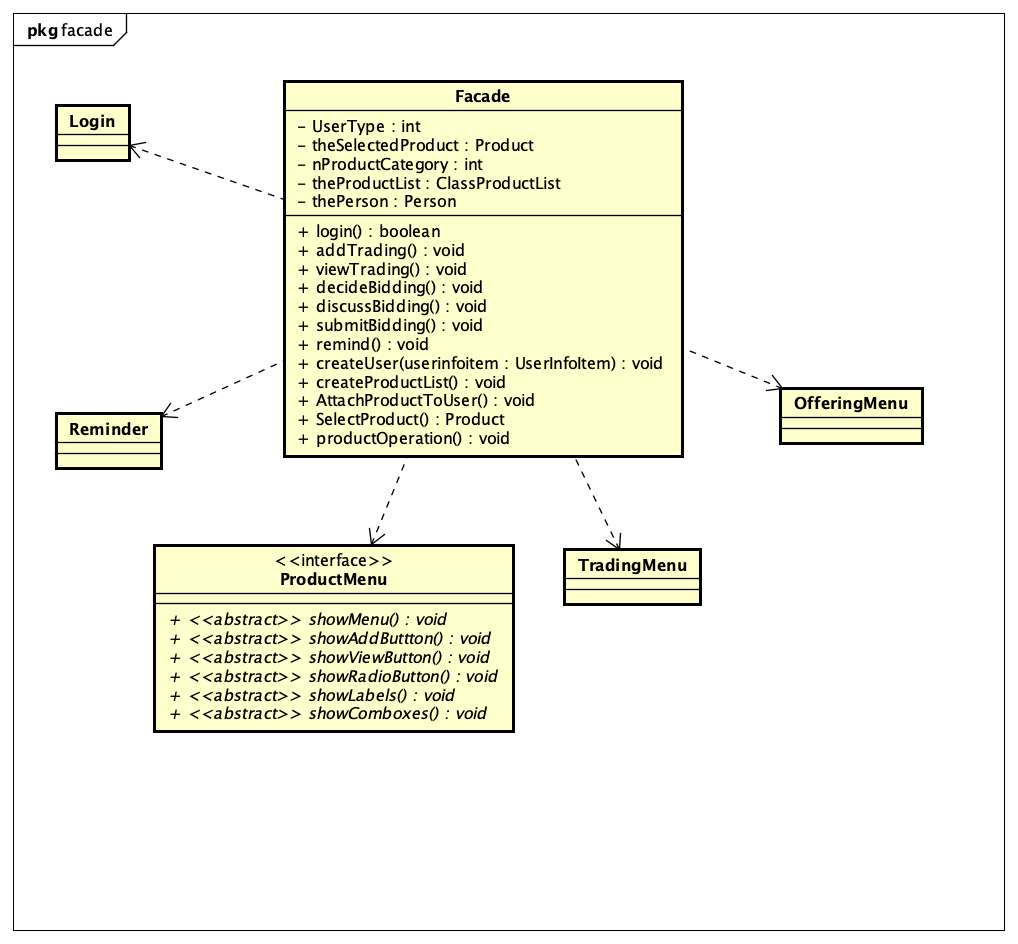 pkg facade
Facade
- UserType : int
- theSelectedProduct : Product
- nProductCategory : int
- theProductList : ClassProductList
- thePerson : Person
+ login() : boolean
+ addTrading() : void
+ viewTrading() : void
+ decideBidding() : void
+ discussBidding() : void
+ submitBidding() : void
+ remind() : void
+ createUser(userinfoitem : UserInfoItem) : void
+ createProductList() : void
+ AttachProductToUser() : void
+ SelectProduct() : Product
+ productOperation() : void
Login
Reminder
OfferingMenu
<<interface>>
ProductMenu
+ <<abstract>> showMenu() : void
+ <<abstract>> showAddButtton() : void
+ <<abstract>> showViewButton() : void
+ <<abstract>> showRadioButton() : void
+ <<abstract>> showLabels() : void
+ <<abstract>> showComboxes() : void
TradingMenu